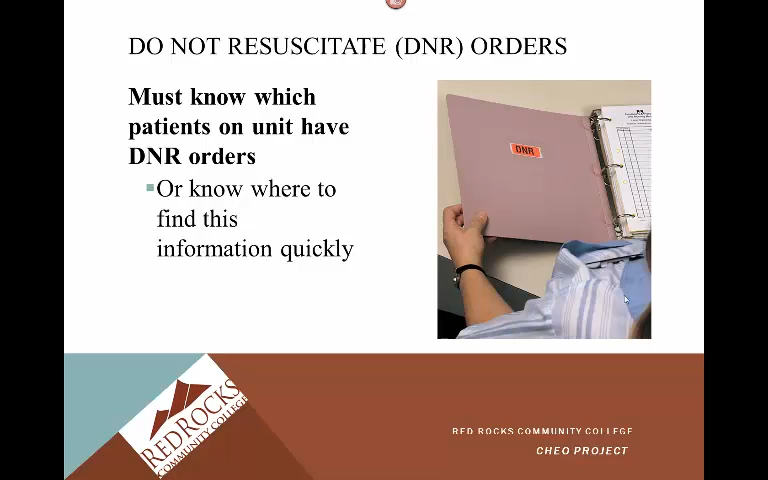 DO NOT RESUSCITATE (DNR) ORDERS
Must know which
patients on unit have
DNR orders
Or know where to
find this
information quickly
DNR
RED ROCKS
COMMUNITY COLLEGE
RED ROCKS COMMUNITY COLLEGE
CHEO PROJECT